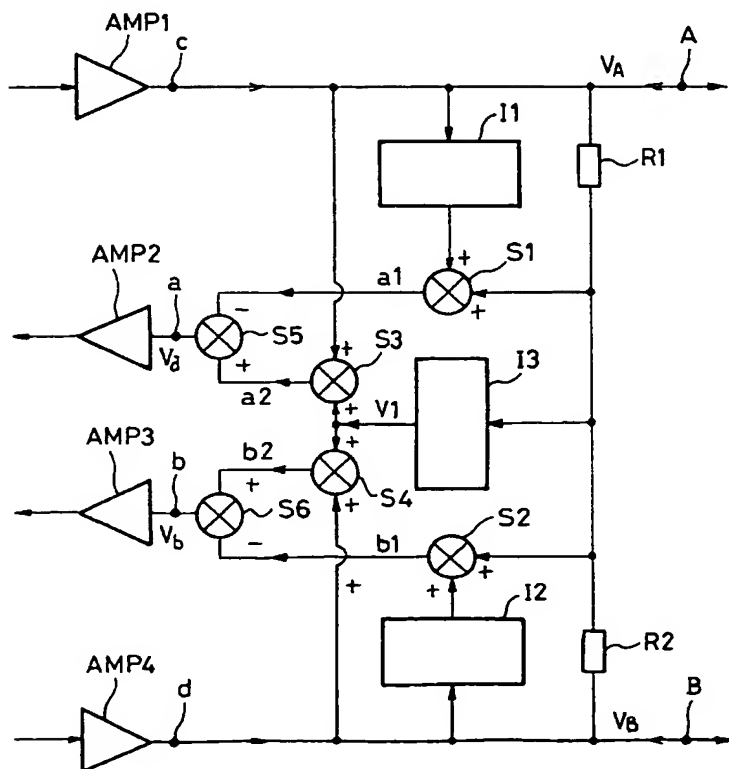 AMP1
c
VA
A
I1
R1
+
S1
AMP2
a
a1
+
-
S5
Va
+
S3
a2
+
I3
+
V1
AMP3
b
b2
+
S4
+
S6
+
Vb
-
b1
S2
+
+
+
I2
R2
AMP4
d
VB
B